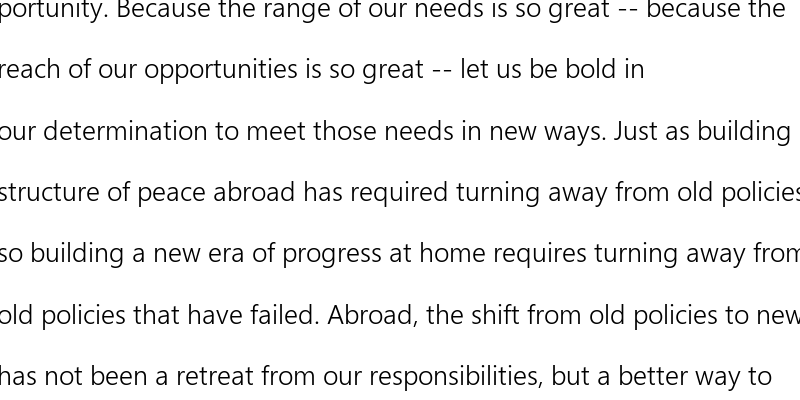 portunity. Because the range of our needs is so great -- because the
reach of our opportunities is so great -- let us be bold in
our determination to meet those needs in new ways. Just as building
structure of peace abroad has required turning away from old policies
so building a new era of progress at home requires turning away from
old policies that have failed. Abroad, the shift from old policies to new
has not been a retreat from our responsibilities, but a better way to